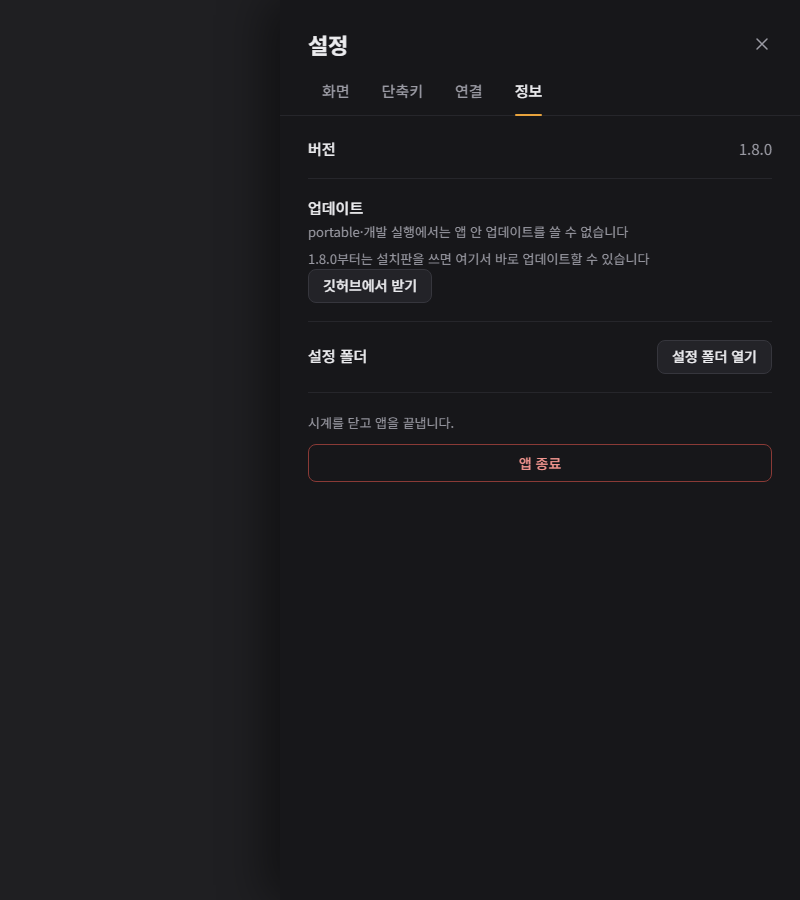 설정
화면 단축키 연결 정보
버전 1.8.0
업데이트
portable·개발 실행에서는 앱 안 업데이트를 쓸 수 없습니다
1.8.0부터는 설치판을 쓰면 여기서 바로 업데이트할 수 있습니다
깃허브에서 받기
설정 폴더 설정 폴더 열기
시계를 닫고 앱을 끝냅니다.
앱 종료